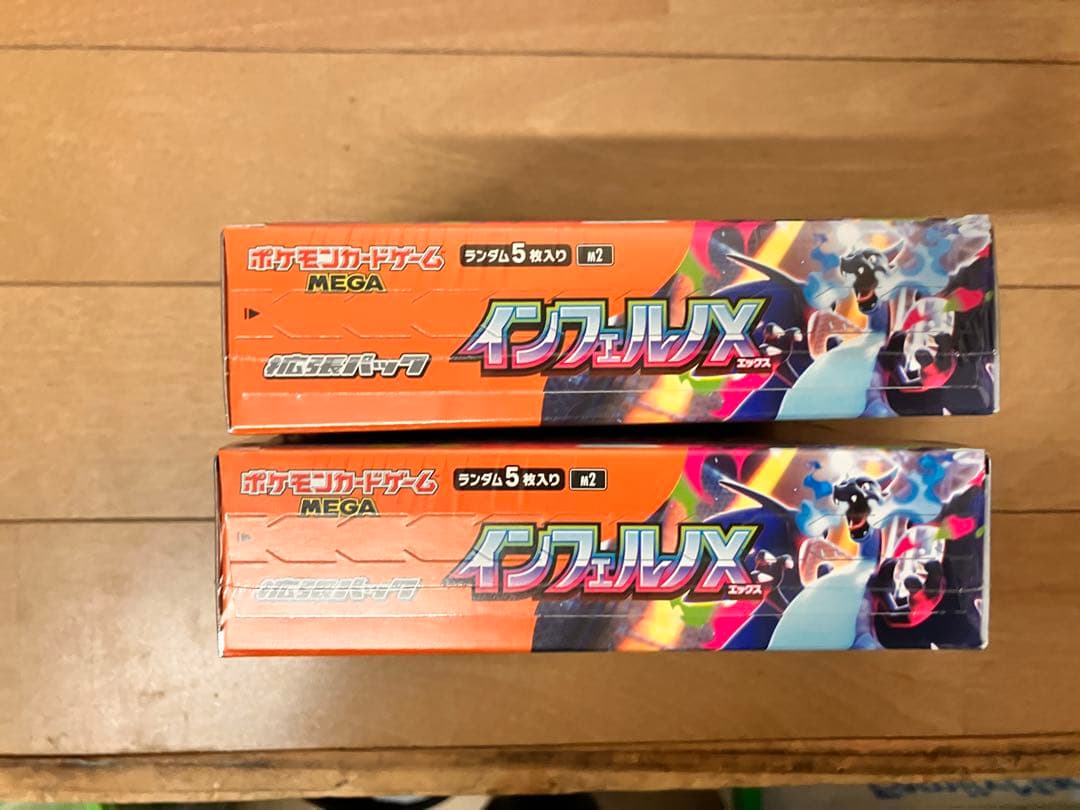 ポケモンカードゲーム
MEGA
ランダム5枚入り
M2
拡張パック
インフェルノX
エックス
ポケモンカードゲーム
MEGA
ランダム5枚入り
M2
拡張パック
インフェルノX
エックス